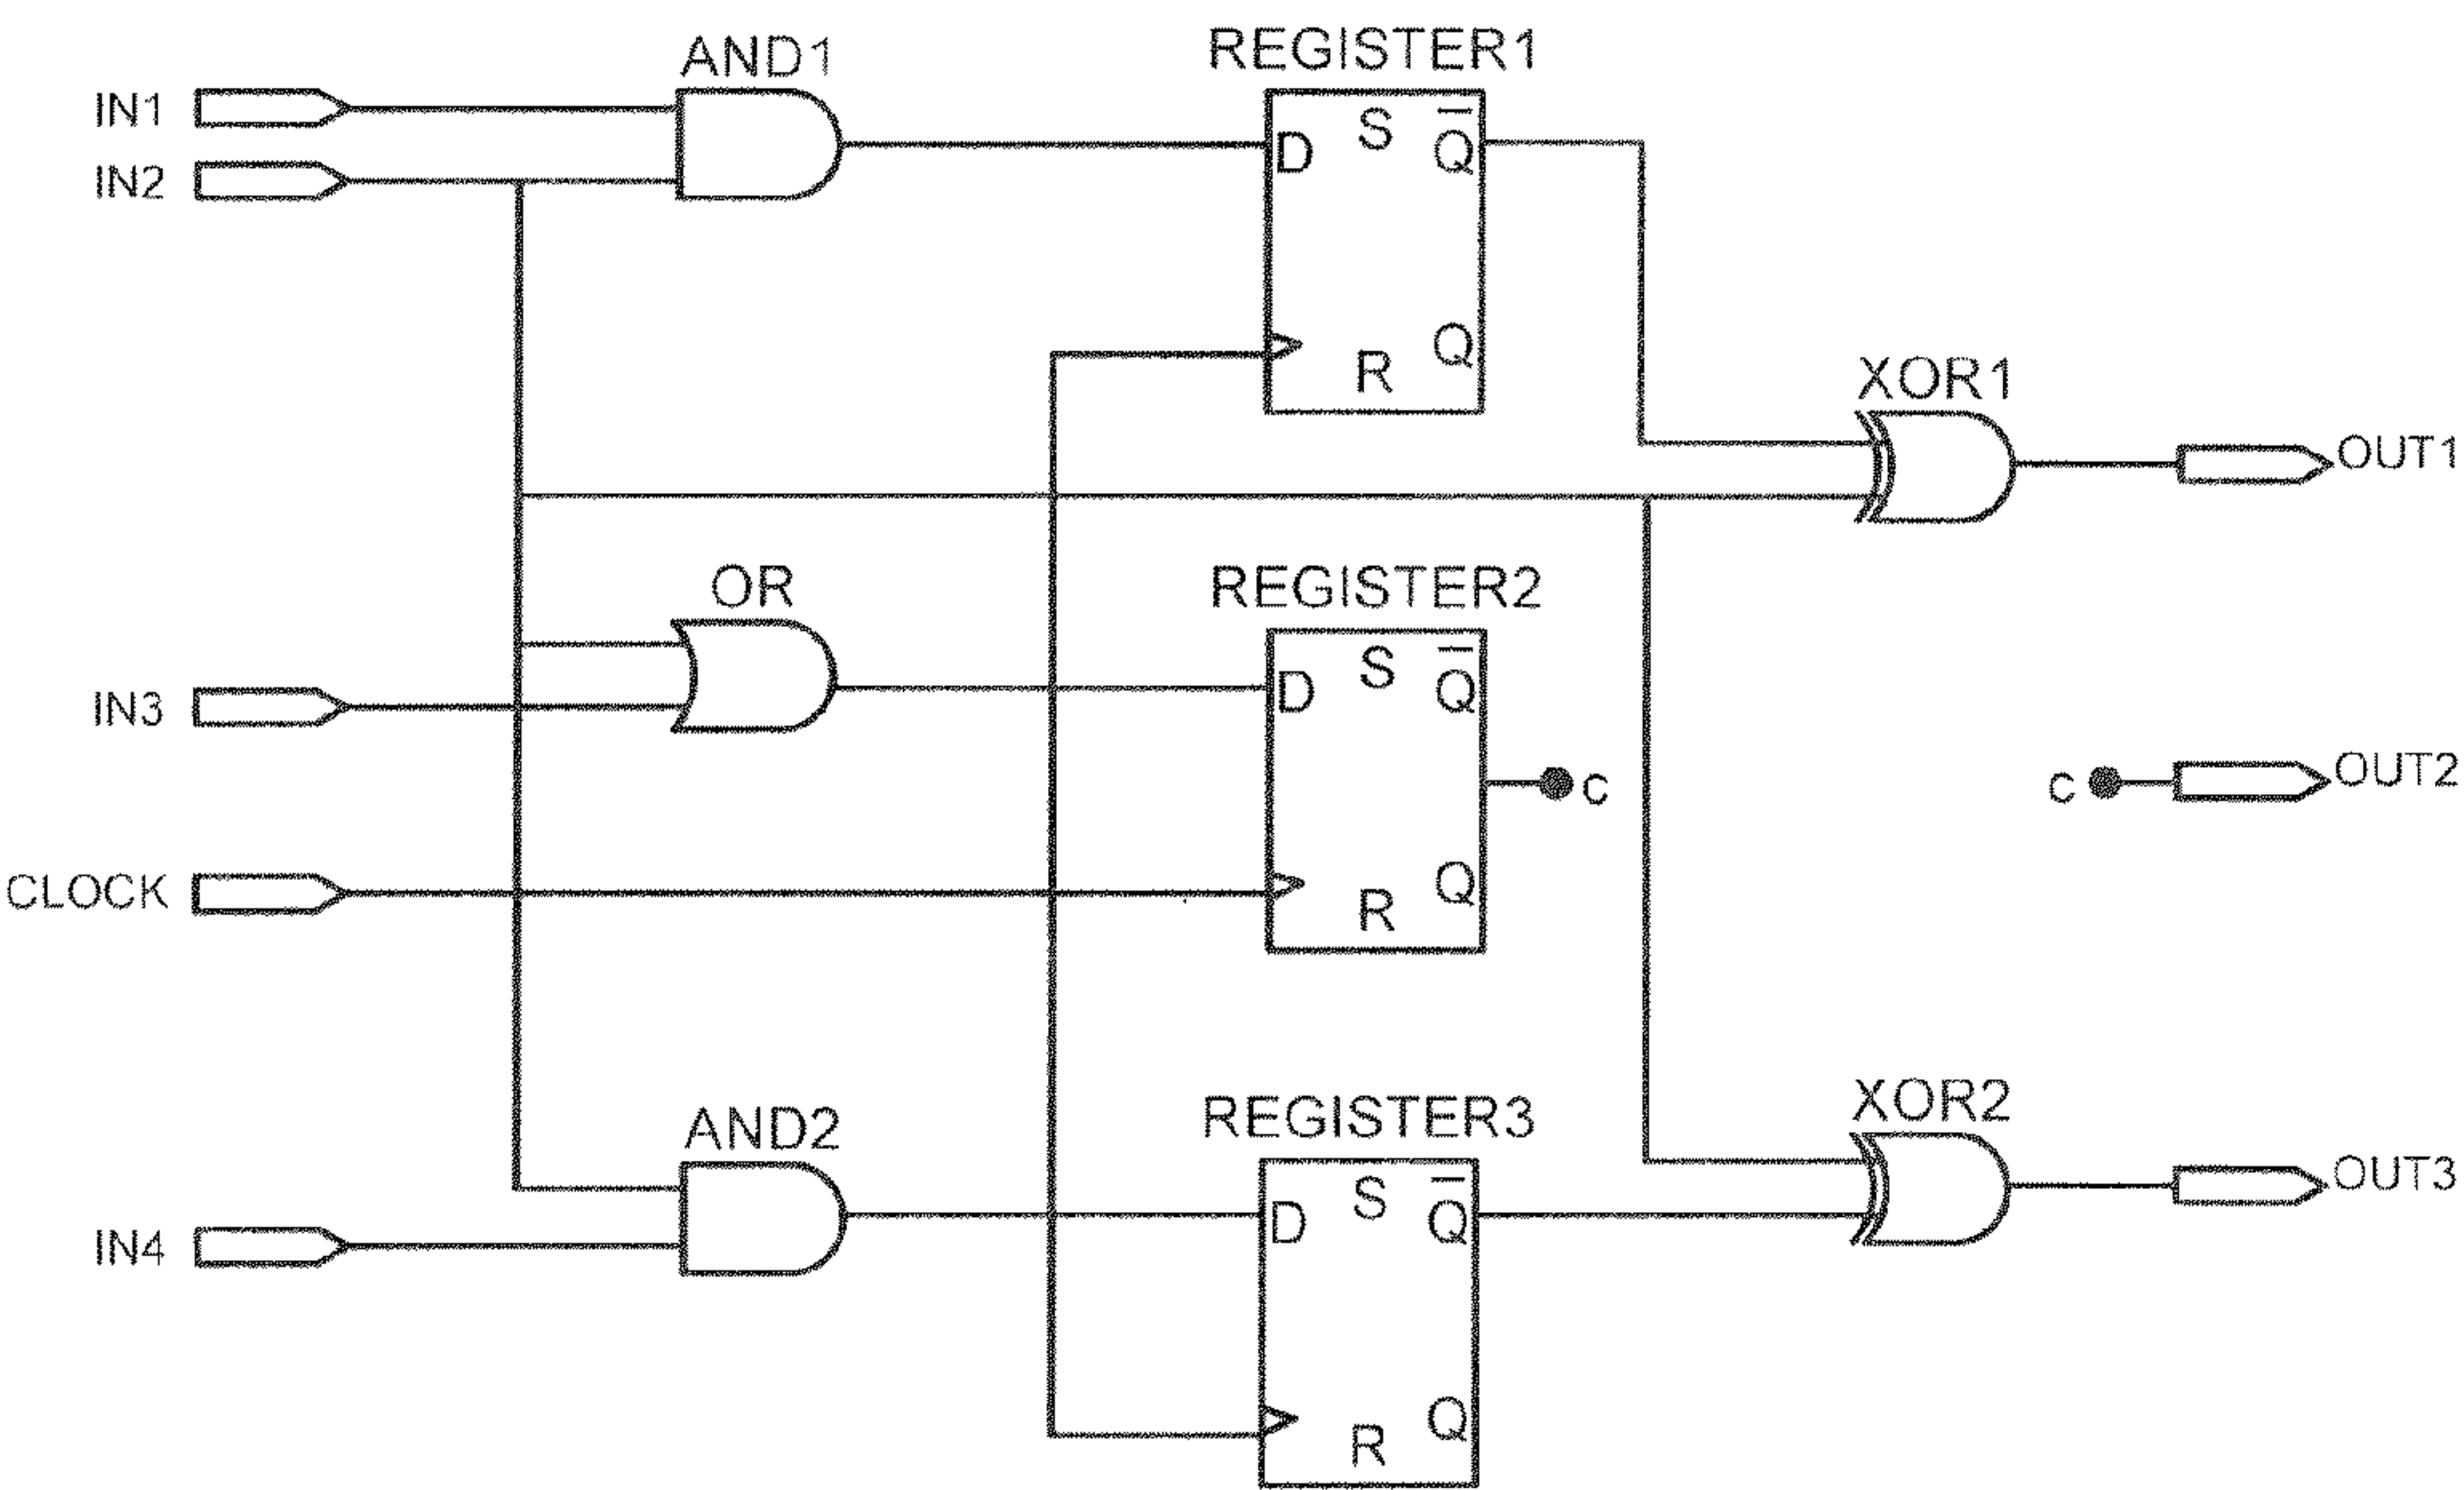 AND1
REGISTER1
IN1
IN2
D
S
Q̅
R
Q
XOR1
OUT1
OR
REGISTER2
IN3
D
S
Q̅
c
c
OUT2
CLOCK
R
Q
AND2
REGISTER3
XOR2
IN4
D
S
Q̅
OUT3
R
Q